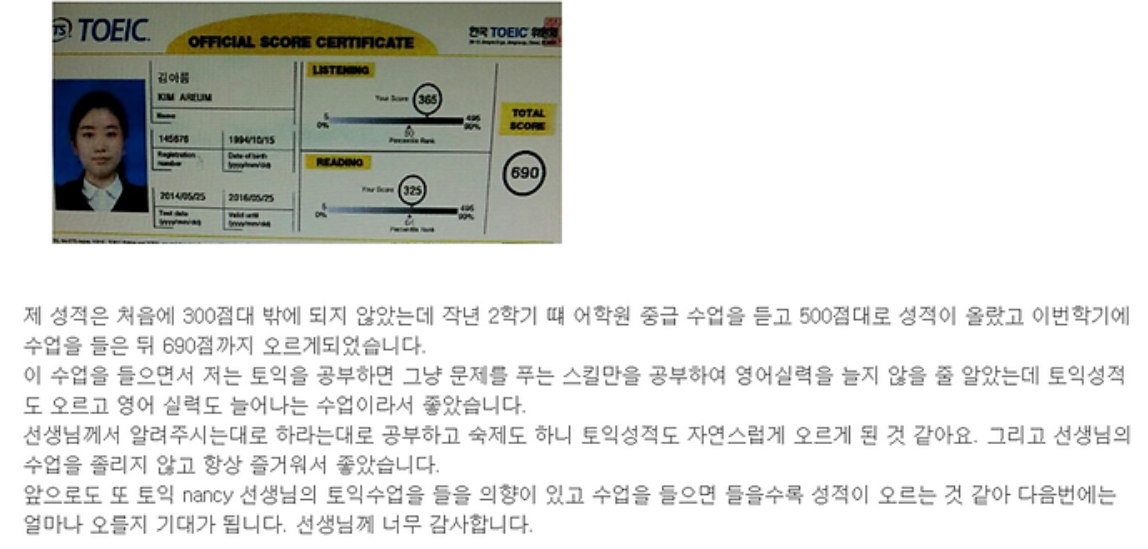 TOEIC.
OFFICIAL SCORE CERTIFICATE
한국 TOEIC 위원회
김아름
KIM AREUM
Name
145676
1994/10/15
Registration number
Date of birth (yyyy/mm/dd)
2014/05/25
2016/05/25
Test date (yyyy/mm/dd)
Valid until (yyyy/mm/dd)
LISTENING
Your Score
365
5
495
0%
99%
Percentile Rank
READING
Your Score
325
5
495
0%
99%
Percentile Rank
TOTAL
SCORE
690
제 성적은 처음에 300점대 밖에 되지 않았는데 작년 2학기 떄 어학원 중급 수업을 듣고 500점대로 성적이 올랐고 이번학기에
수업을 들은 뒤 690점까지 오르게되었습니다.
이 수업을 들으면서 저는 토익을 공부하면 그냥 문제를 푸는 스킬만을 공부하여 영어실력을 늘지 않을 줄 알았는데 토익성적
도 오르고 영어 실력도 늘어나는 수업이라서 좋았습니다.
선생님께서 알려주시는대로 하라는대로 공부하고 숙제도 하니 토익성적도 자연스럽게 오르게 된 것 같아요. 그리고 선생님의
수업을 졸리지 않고 항상 즐거워서 좋았습니다.
앞으로도 또 토익 nancy 선생님의 토익수업을 들을 의향이 있고 수업을 들으면 들을수록 성적이 오르는 것 같아 다음번에는
얼마나 오를지 기대가 됩니다. 선생님께 너무 감사합니다.